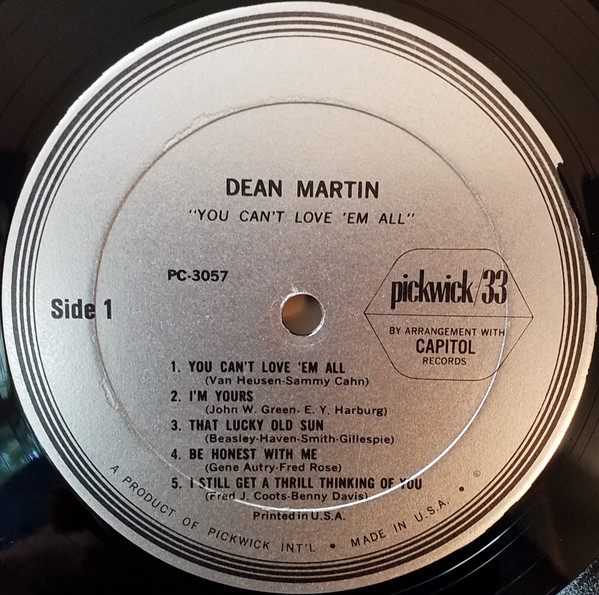 DEAN MARTIN
"YOU CAN'T LOVE 'EM ALL"
PC-3057
Side 1
pickwick/33
BY ARRANGEMENT WITH
CAPITOL
RECORDS
1. YOU CAN'T LOVE 'EM ALL
(Van Heusen-Sammy Cahn)
2. I'M YOURS
(John W. Green- E. Y. Harburg)
3. THAT LUCKY OLD SUN
(Beasley-Haven-Smith-Gillespie)
4. BE HONEST WITH ME
(Gene Autry-Fred Rose)
5. I STILL GET A THRILL THINKING OF YOU
(Fred J. Coots-Benny Davis)
Printed in U.S.A.
A PRODUCT OF PICKWICK INT'L • MADE IN U.S.A. • ©